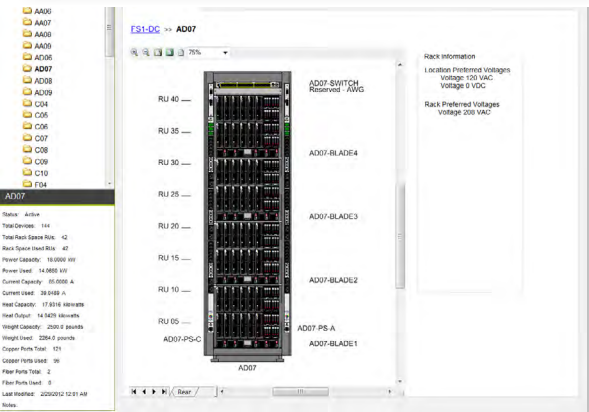 AA06
AA07
AA08
AA09
AD06
AD07
AD08
AD09
C04
C05
C06
C07
C08
C09
C10
F04
AD07
Status: Active
Total Devices: 144
Total Rack Space RUs: 42
Rack Space Used RUs: 42
Power Capacity: 18.0000 kW
Power Used: 14.0600 kW
Current Capacity: 85.0000 A
Current Used: 39.0489 A
Heat Capacity: 17.9316 kilowatts
Heat Output: 14.0429 kilowatts
Weight Capacity: 2500.0 pounds
Weight Used: 2264.0 pounds
Copper Ports Total: 121
Copper Ports Used: 96
Fiber Ports Total: 2
Fiber Ports Used: 0
Last Modified: 2/29/2012 12:01 AM
Notes:
FS1-DC >> AD07
75%
AD07-SWITCH
Reserved - AWG
RU 40
RU 35
AD07-BLADE4
RU 30
RU 25
AD07-BLADE3
RU 20
RU 15
AD07-BLADE2
RU 10
RU 05
AD07-PS-A
AD07-PS-C
AD07-BLADE1
AD07
Rear
Rack Information
Location Preferred Voltages
Voltage 120 VAC
Voltage 0 VDC
Rack Preferred Voltages
Voltage 208 VAC